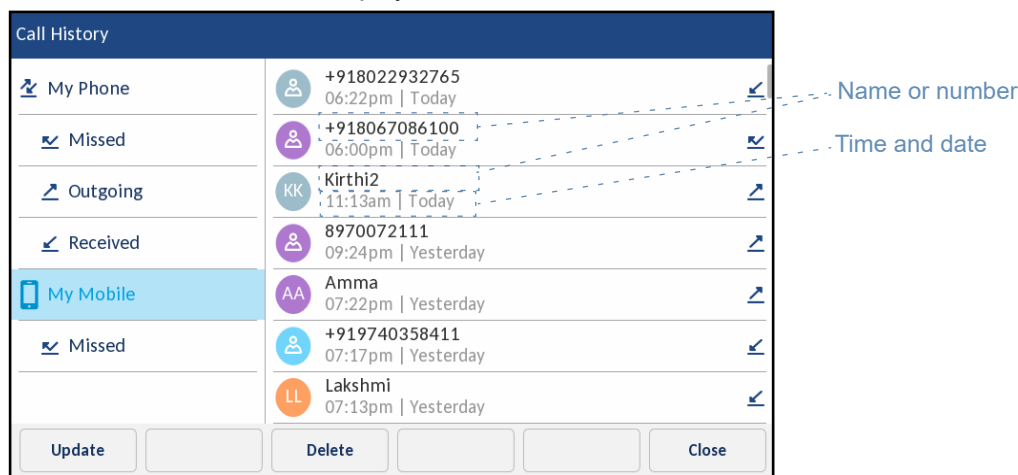 Call History
My Phone
Missed
Outgoing
Received
My Mobile
Missed
+918022932765
06:22pm | Today
+918067086100
06:00pm | Today
KK
Kirthi2
11:13am | Today
8970072111
09:24pm | Yesterday
AA
Amma
07:22pm | Yesterday
+919740358411
07:17pm | Yesterday
LL
Lakshmi
07:13pm | Yesterday
Update
Delete
Close
Name or number
Time and date